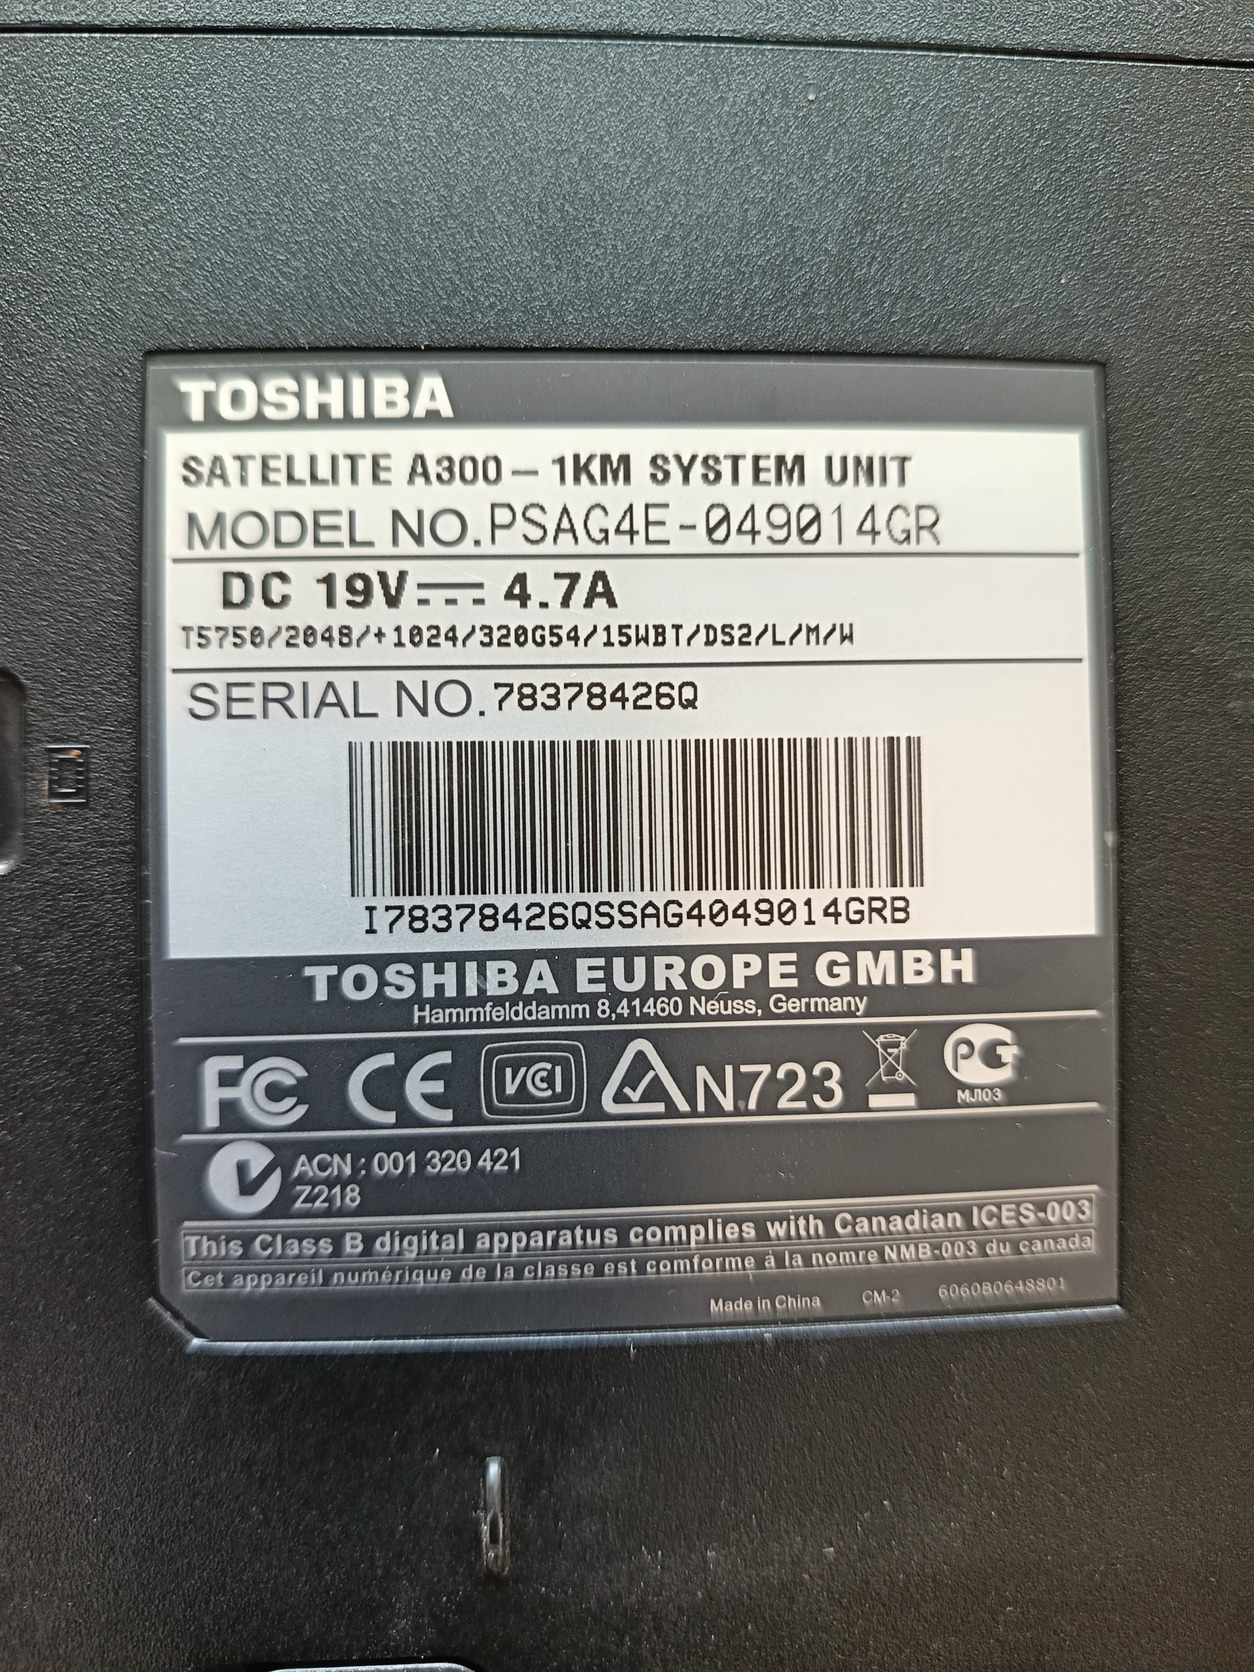 TOSHIBA
SATELLITE A300 – 1KM SYSTEM UNIT
MODEL NO. PSAG4E-049014GR
DC 19V 4.7A
T5750/2048/+1024/320G54/15WBT/DS2/L/M/W
SERIAL NO. 78378426Q
I78378426QSSAG4049014GRB
TOSHIBA EUROPE GMBH
Hammfelddamm 8,41460 Neuss, Germany
FC CE VCI N723 PG
МЛ03
ACN : 001 320 421
Z218
This Class B digital apparatus complies with Canadian ICES-003
Cet appareil numérique de la classe est comforme à la nomre NMB-003 du canada
Made in China CM-2 6060B0648801